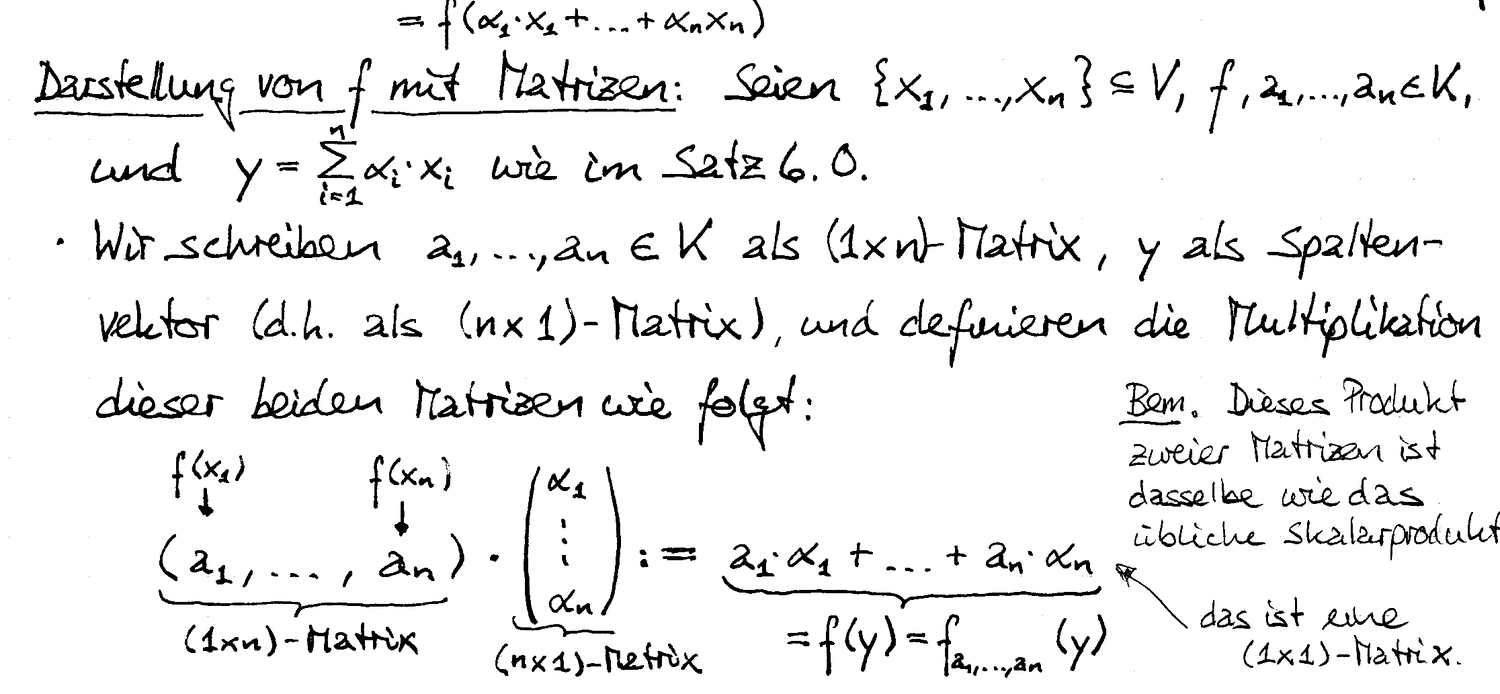 = f(α₁·x₁+...+αₙxₙ)
Darstellung von f mit Matrizen: Seien {x₁,...,xₙ} ⊆ V, f, a₁,...,aₙ ∈ K,
und y = ∑ᵢ₌₁ⁿ αᵢ·xᵢ wie im Satz 6.0.
· Wir schreiben a₁,...,aₙ ∈ K als (1×n)-Matrix, y als Spalten-
vektor (d.h. als (n×1)-Matrix), und definieren die Multiplikation
dieser beiden Matrizen wie folgt:
Bem. Dieses Produkt
zweier Matrizen ist
dasselbe wie das
übliche Skalarprodukt
f(x₁) f(xₙ)
↓ ↓
(a₁,...,aₙ) · (α₁ ⋮ αₙ) := a₁·α₁ + ... + aₙ·αₙ
(1×n)-Matrix (n×1)-Matrix = f(y) = f_{a₁,...,aₙ}(y)
das ist eine
(1×1)-Matrix.